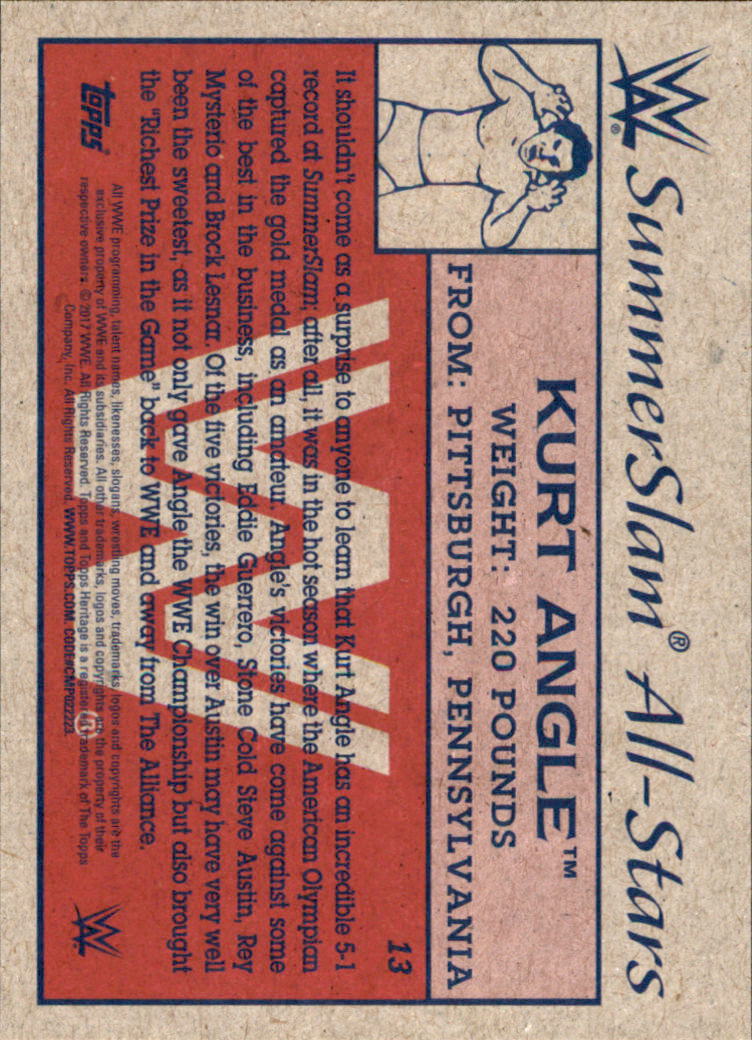 SummerSlam® All-Stars
KURT ANGLE™
WEIGHT: 220 POUNDS
FROM: PITTSBURGH, PENNSYLVANIA
13
It shouldn't come as a surprise to anyone to learn that Kurt Angle has an incredible 5-1
record at SummerSlam; after all, it was in the hot season where the American Olympian
captured the gold medal as an amateur. Angle's victories have come against some
of the best in the business, including Eddie Guerrero, Stone Cold Steve Austin, Rey
Mysterio and Brock Lesnar. Of the five victories, the win over Austin may have very well
been the sweetest, as it not only gave Angle the WWE Championship but also brought
the "Richest Prize in the Game" back to WWE and away from The Alliance.
topps®
All WWE programming, talent names, likenesses, slogans, wrestling moves, trademarks, logos and copyrights are the
exclusive property of WWE and its subsidiaries. All other trademarks, logos and copyrights are the property of their
respective owners. © 2017 WWE. All Rights Reserved. Topps and Topps Heritage is a register trademark of The Topps
Company, Inc. All Rights Reserved. WWW.TOPPS.COM. CODE#CMP022223.